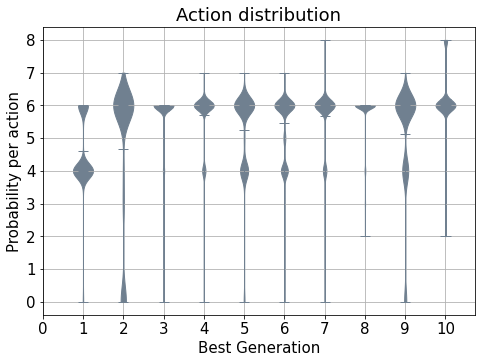 Action distribution
Probability per action
8
7
6
5
4
3
2
1
0
0 1 2 3 4 5 6 7 8 9 10
Best Generation